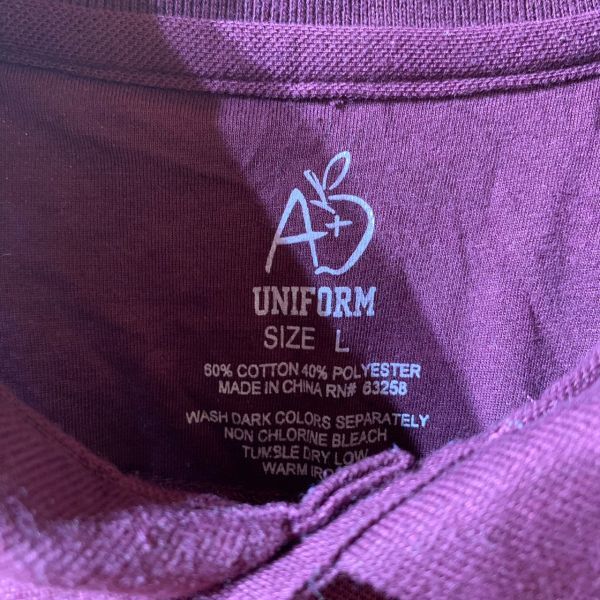 A+
UNIFORM
SIZE L
60% COTTON 40% POLYESTER
MADE IN CHINA RN# 63258
WASH DARK COLORS SEPARATELY
NON CHLORINE BLEACH
TUMBLE DRY LOW
WARM